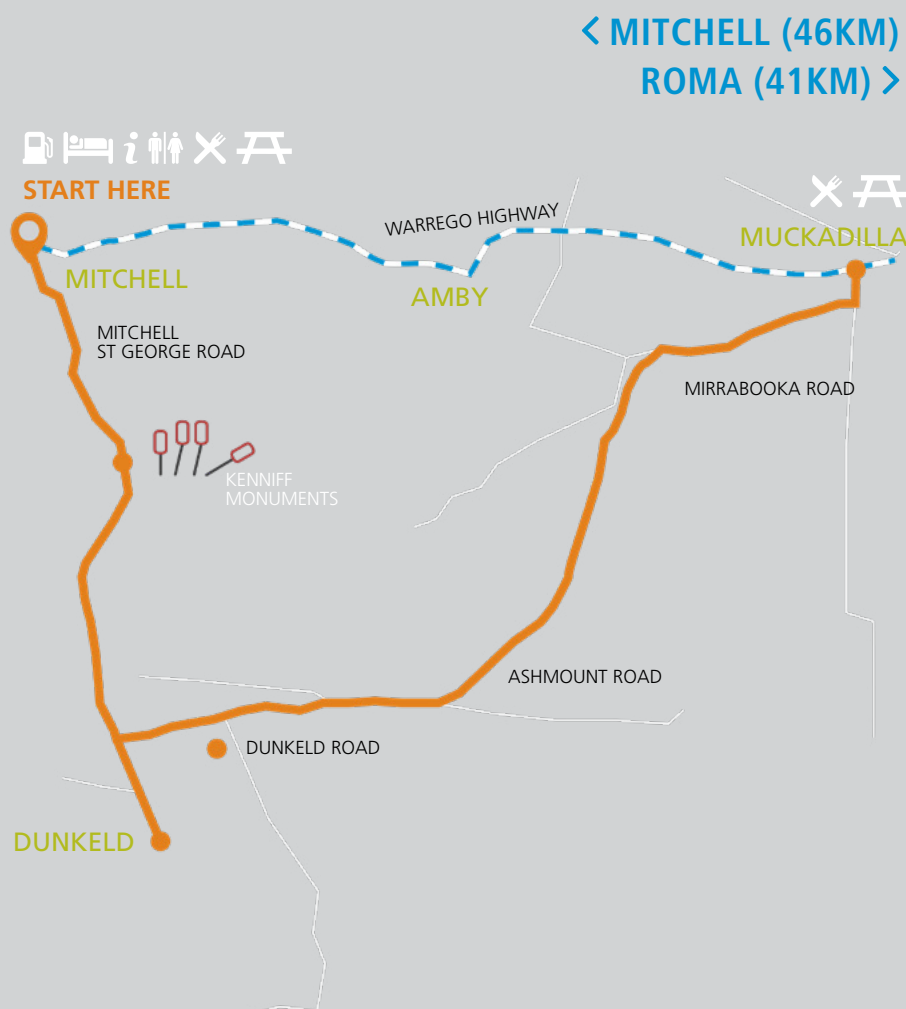 < MITCHELL (46KM)
ROMA (41KM) >
START HERE
WARREGO HIGHWAY
MUCKADILLA
MITCHELL
AMBY
MITCHELL
ST GEORGE ROAD
MIRRABOOKA ROAD
KENNIFF
MONUMENTS
ASHMOUNT ROAD
DUNKELD ROAD
DUNKELD